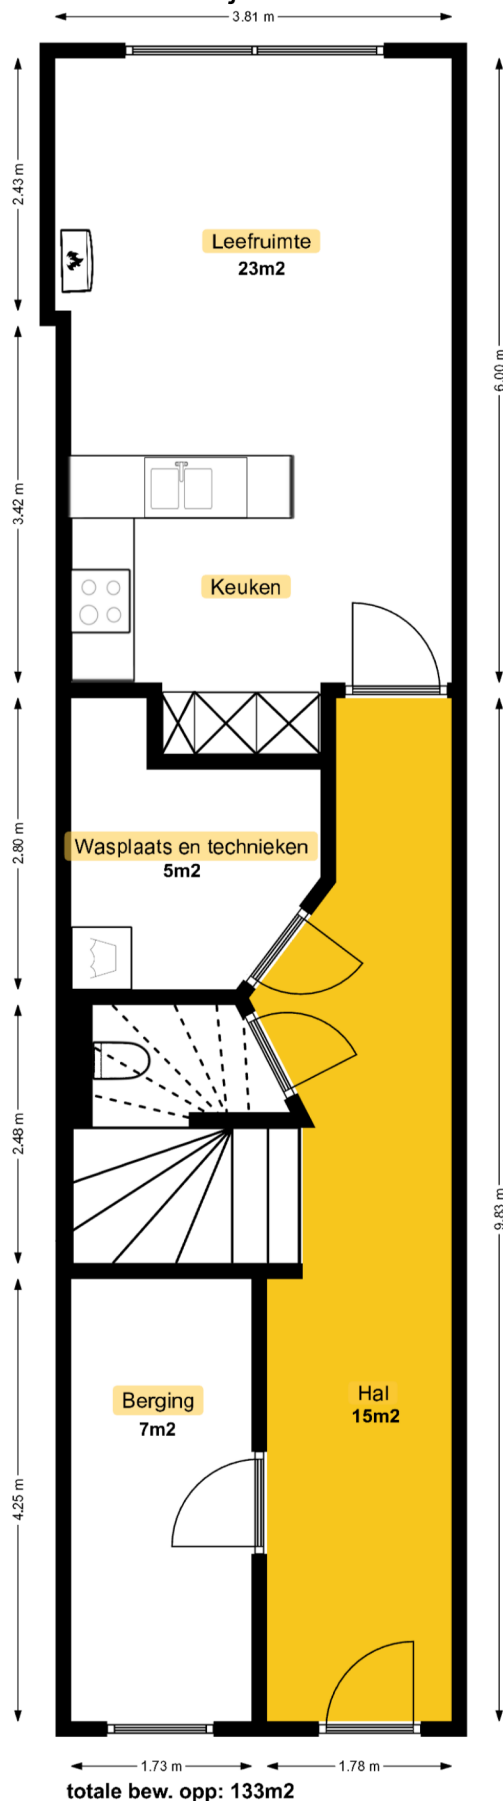 3.81 m
2.43 m
Leefruimte
23m2
6.00 m
3.42 m
Keuken
2.80 m
Wasplaats en technieken
5m2
2.48 m
9.83 m
Hal
15m2
Berging
7m2
4.25 m
1.73 m
1.78 m
totale bew. opp: 133m2